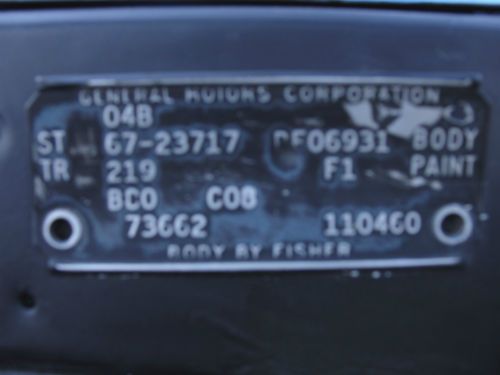 GENERAL MOTORS CORPORATION
04B
ST 67-23717 PF06931 BODY
TR 219 F1 PAINT
BCO C08
73662 110460
BODY BY FISHER